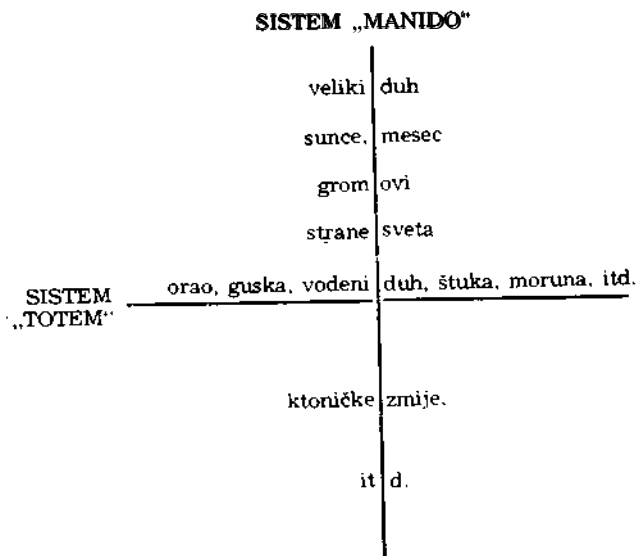 SISTEM „MANIDO“
veliki duh
sunce, mesec
gromovi
strane sveta
orao, guska, vodeni duh, štuka, moruna, itd.
SISTEM
„TOTEM“
ktoničke zmije.
itd.